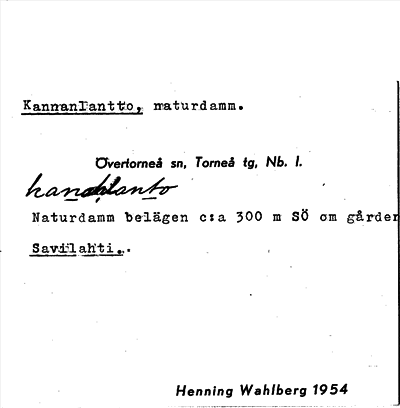 Kannanlantto, naturdamm.
Övertorneå sn, Torneå tg, Nb. l.
Naturdamm belägen c:a 300 m SÖ om gården
Savilahti.
Henning Wahlberg 1954